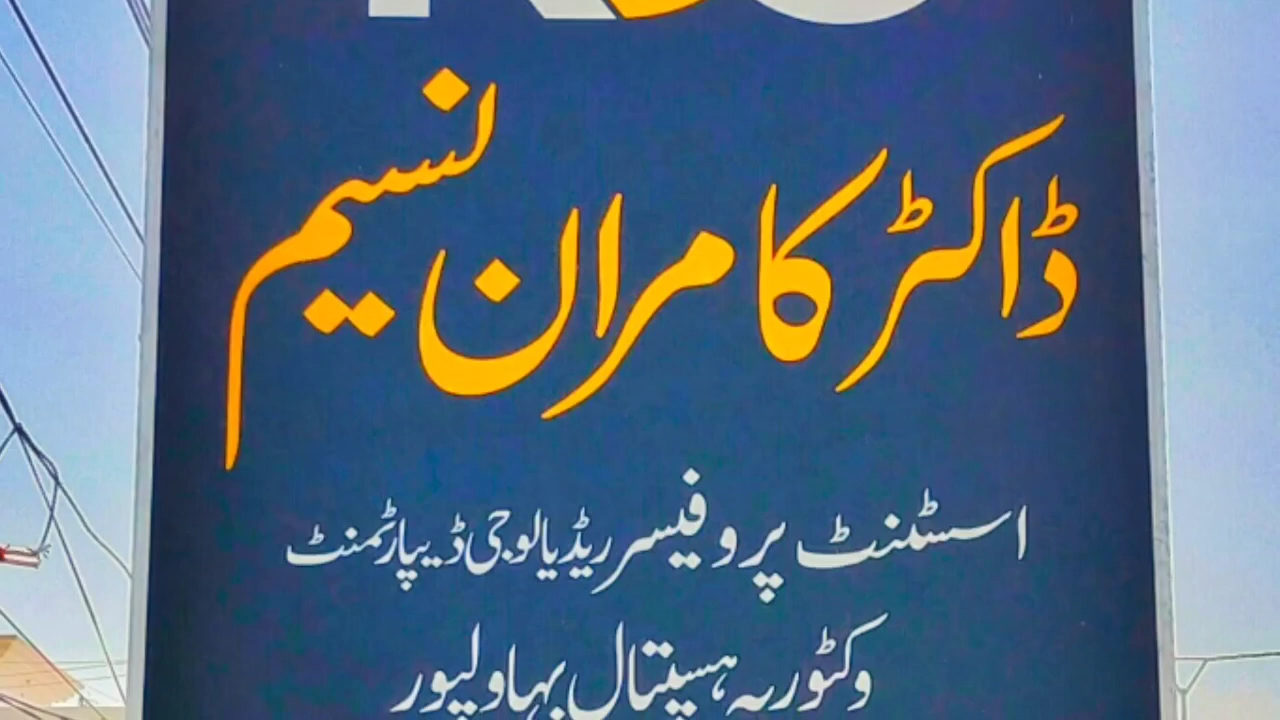 ڈاکٹر کامران نسیم
اسسٹنٹ پروفیسر ریڈیالوجی ڈیپارٹمنٹ
وکٹوریہ ہسپتال بہاولپور